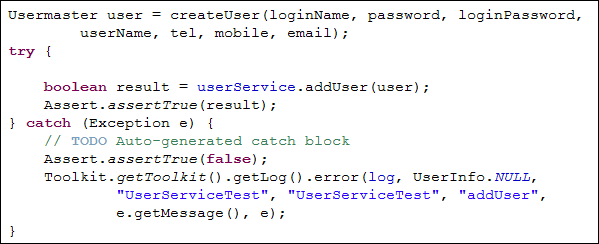 Usermaster user = createUser(loginName, password, loginPassword,
userName, tel, mobile, email);
try {
boolean result = userService.addUser(user);
Assert.assertTrue(result);
} catch (Exception e) {
// TODO Auto-generated catch block
Assert.assertTrue(false);
Toolkit.getToolkit().getLog().error(log, UserInfo.NULL,
"UserServiceTest", "UserServiceTest", "addUser",
e.getMessage(), e);
}